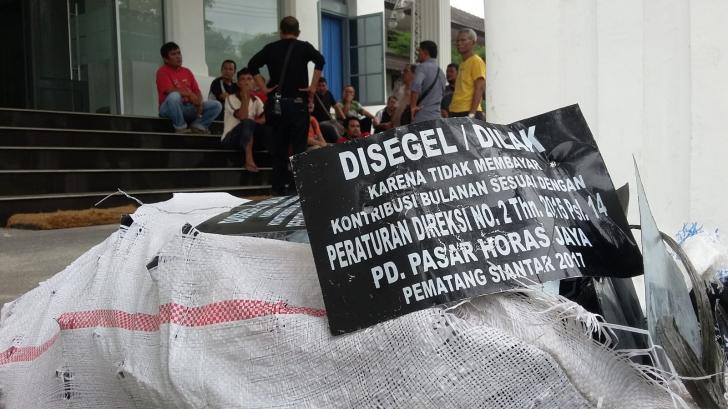 DISEGEL / DILAK
KARENA TIDAK MEMBAYAR
KONTRIBUSI BULANAN SESUAI DENGAN
PERATURAN DIREKSI NO. 2 Thn. 2016 Psl. 14
PD. PASAR HORAS JAYA
PEMATANG SIANTAR 2017